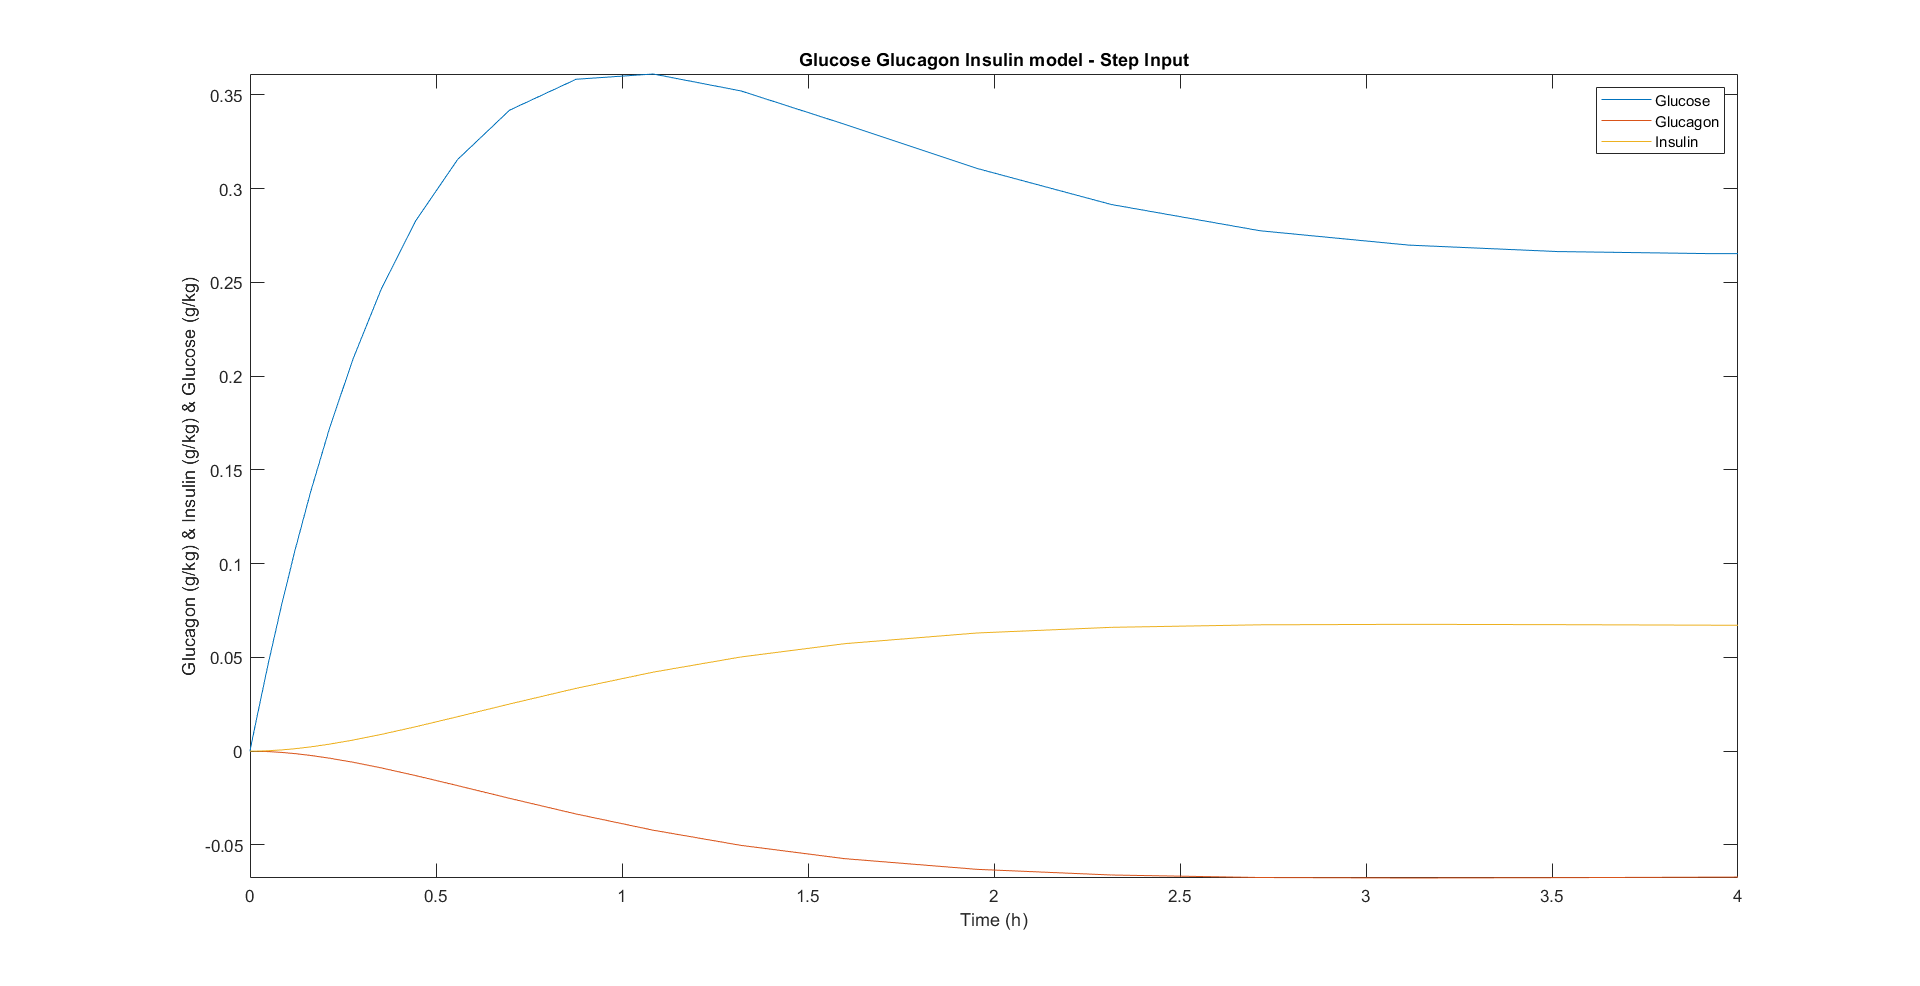 Glucose Glucagon Insulin model - Step Input
Glucose
Glucagon
Insulin
Glucagon (g/kg) & Insulin (g/kg) & Glucose (g/kg)
0.35
0.3
0.25
0.2
0.15
0.1
0.05
0
-0.05
0 0.5 1 1.5 2 2.5 3 3.5 4
Time (h)